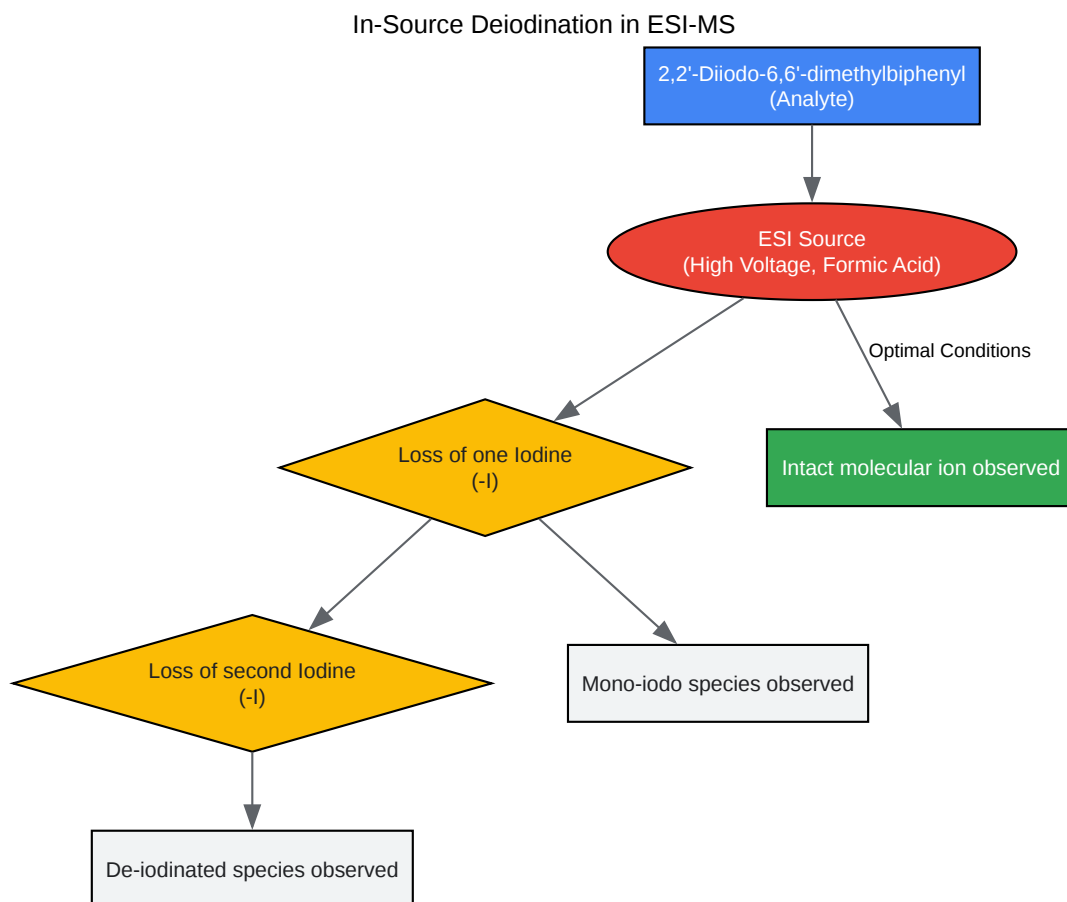 In-Source Deiodination in ESI-MS
2,2'-Diiodo-6,6'-dimethylbiphenyl
(Analyte)
ESI Source
(High Voltage, Formic Acid)
Optimal Conditions
Loss of one Iodine
(-I)
Intact molecular ion observed
Loss of second Iodine
(-I)
Mono-iodo species observed
De-iodinated species observed